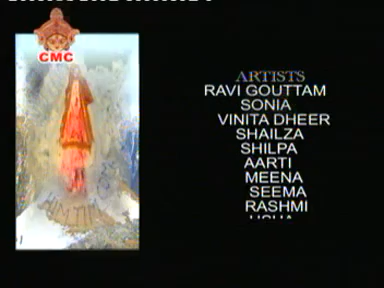 CMC
ARTISTS
RAVI GOUTTAM
SONIA
VINITA DHEER
SHAILZA
SHILPA
AARTI
MEENA
SEEMA
RASHMI